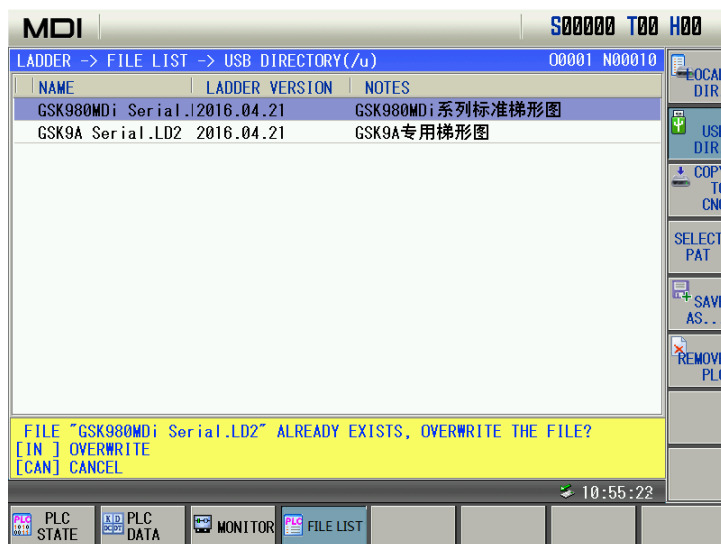 MDI S00000 T00 H00
LADDER -> FILE LIST -> USB DIRECTORY(/u) O0001 N00010
NAME LADDER VERSION NOTES
GSK980MDi Serial.l 2016.04.21 GSK980MDi系列标准梯形图
GSK9A Serial.LD2 2016.04.21 GSK9A专用梯形图
FILE "GSK980MDi Serial.LD2" ALREADY EXISTS, OVERWRITE THE FILE?
[IN ] OVERWRITE
[CAN] CANCEL
10:55:23
LOCAL
DIR
USB
DIR
COPY
TO
CNC
SELECT
PAT
SAVE
AS..
REMOVE
PLC
PLC
STATE
PLC
DATA
MONITOR
FILE LIST